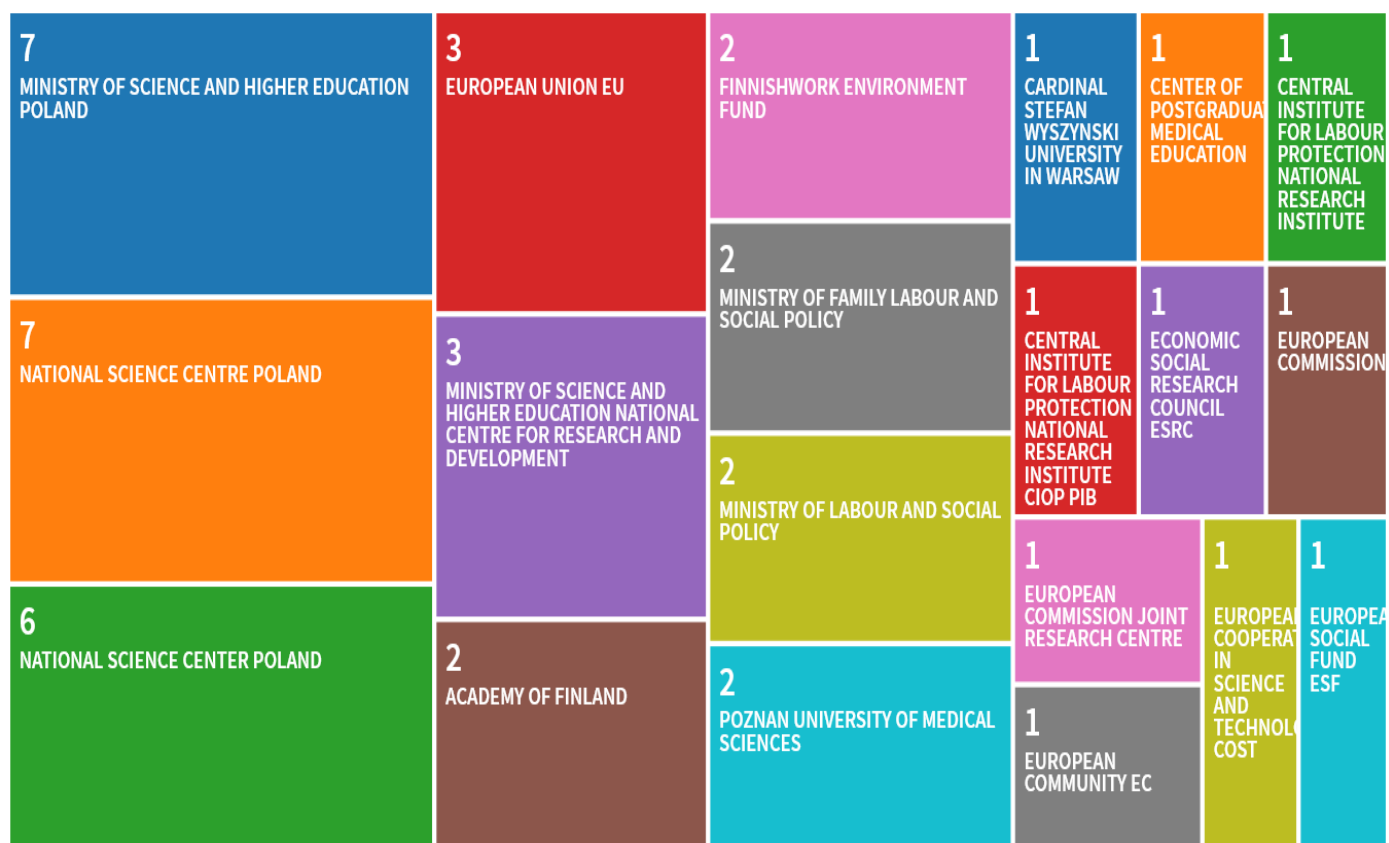 7
MINISTRY OF SCIENCE AND HIGHER EDUCATION
POLAND
7
NATIONAL SCIENCE CENTRE POLAND
6
NATIONAL SCIENCE CENTER POLAND
3
EUROPEAN UNION EU
3
MINISTRY OF SCIENCE AND
HIGHER EDUCATION NATIONAL
CENTRE FOR RESEARCH AND
DEVELOPMENT
2
ACADEMY OF FINLAND
2
FINNISHWORK ENVIRONMENT
FUND
2
MINISTRY OF FAMILY LABOUR AND
SOCIAL POLICY
2
MINISTRY OF LABOUR AND SOCIAL
POLICY
2
POZNAN UNIVERSITY OF MEDICAL
SCIENCES
1
CARDINAL
STEFAN
WYSZYNSKI
UNIVERSITY
IN WARSAW
1
CENTER OF
POSTGRADUA
MEDICAL
EDUCATION
1
CENTRAL
INSTITUTE
FOR LABOUR
PROTECTION
NATIONAL
RESEARCH
INSTITUTE
1
CENTRAL
INSTITUTE
FOR LABOUR
PROTECTION
NATIONAL
RESEARCH
INSTITUTE
CIOP PIB
1
ECONOMIC
SOCIAL
RESEARCH
COUNCIL
ESRC
1
EUROPEAN
COMMISSION
1
EUROPEAN
COMMISSION JOINT
RESEARCH CENTRE
1
EUROPEAN
COMMUNITY EC
1
EUROPEA
COOPERAT
IN
SCIENCE
AND
TECHNOLO
COST
1
EUROPEA
SOCIAL
FUND
ESF